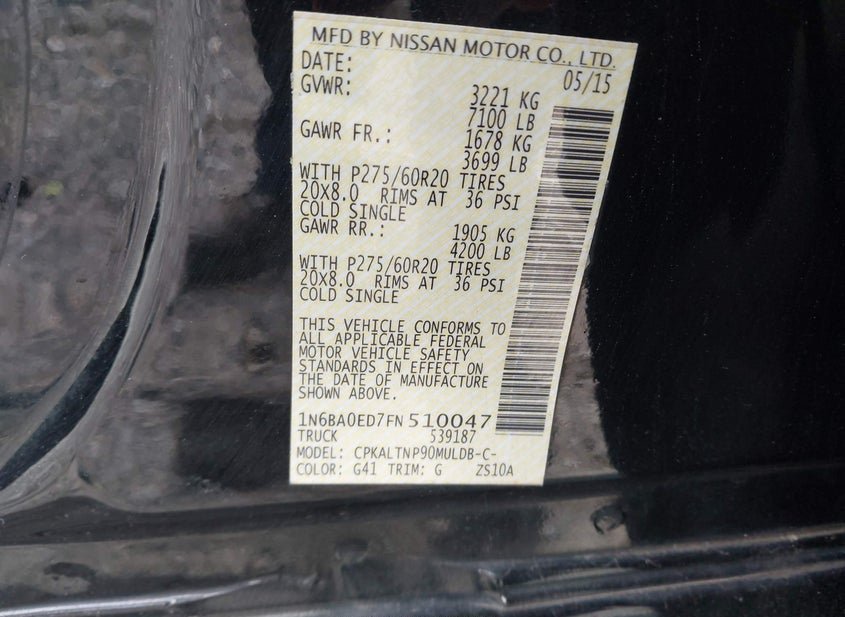 MFD BY NISSAN MOTOR CO., LTD.
DATE: 05/15
GVWR: 3221 KG
7100 LB
GAWR FR.: 1678 KG
3699 LB
WITH P275/60R20 TIRES
20X8.0 RIMS AT 36 PSI
COLD SINGLE
GAWR RR.: 1905 KG
4200 LB
WITH P275/60R20 TIRES
20X8.0 RIMS AT 36 PSI
COLD SINGLE
THIS VEHICLE CONFORMS TO
ALL APPLICABLE FEDERAL
MOTOR VEHICLE SAFETY
STANDARDS IN EFFECT ON
THE DATE OF MANUFACTURE
SHOWN ABOVE.
1N6BA0ED7FN510047
TRUCK 539187
MODEL: CPKALTNP90MULDB-C-
COLOR: G41 TRIM: G ZS10A